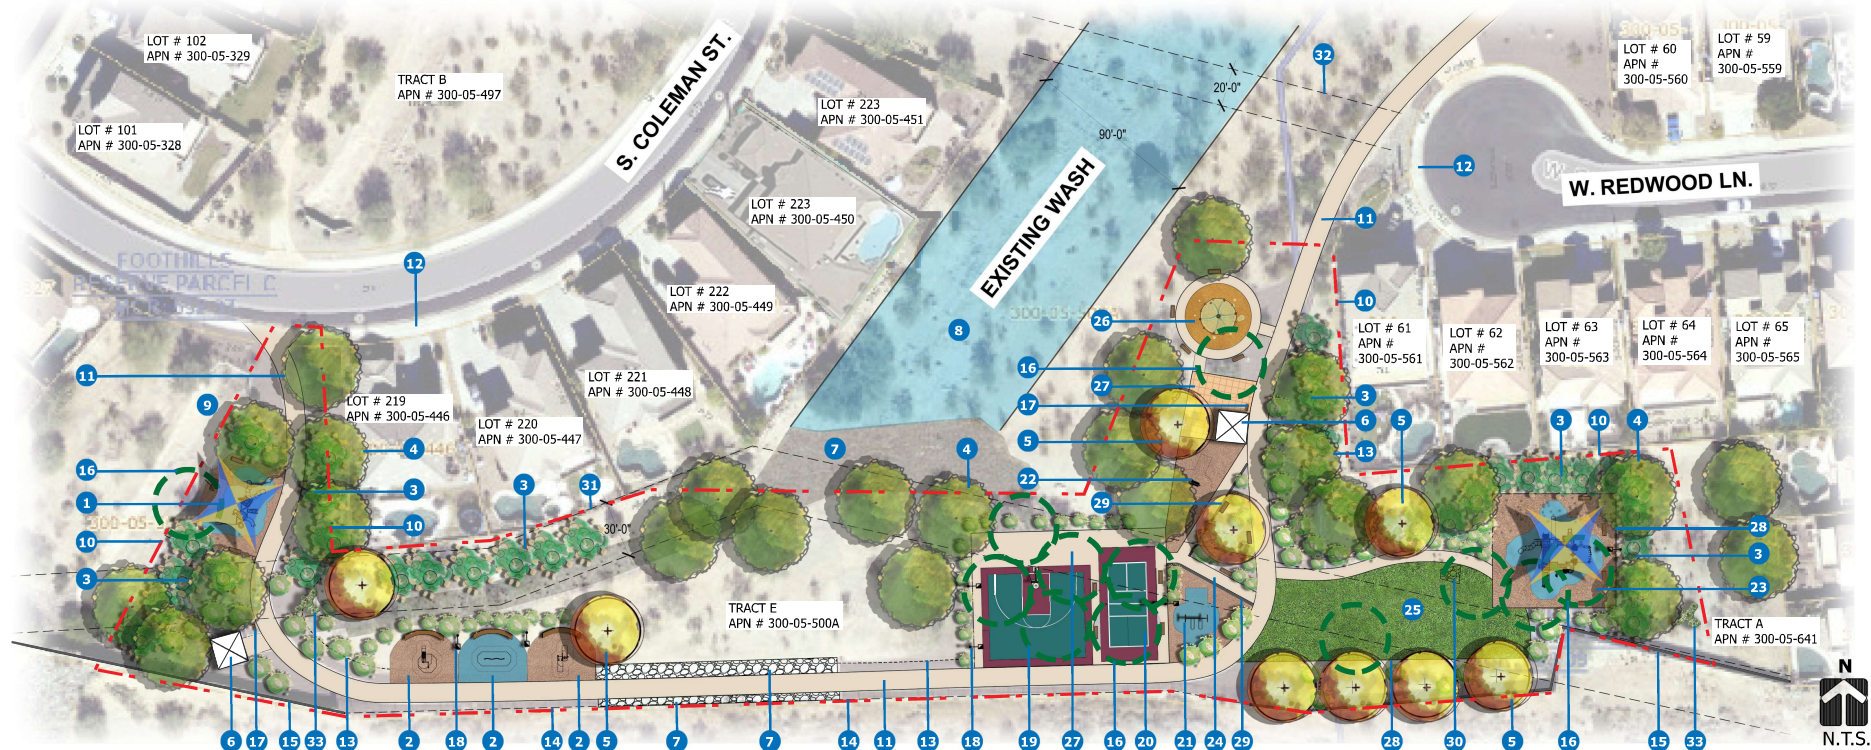 LOT # 102
APN # 300-05-329
TRACT B
APN # 300-05-497
LOT # 101
APN # 300-05-328
S. COLEMAN ST.
LOT # 223
APN # 300-05-451
LOT # 223
APN # 300-05-450
20'-0"
90'-0"
EXISTING WASH
32
LOT # 60
APN #
300-05-560
LOT # 59
APN #
300-05-559
12
W. REDWOOD LN.
11
FOOTHILLS
RESERVE PARCEL C
12
LOT # 222
APN # 300-05-449
8
26
10
LOT # 61
APN #
300-05-561
LOT # 62
APN #
300-05-562
LOT # 63
APN #
300-05-563
LOT # 64
APN #
300-05-564
LOT # 65
APN #
300-05-565
11
9
LOT # 219
APN # 300-05-446
LOT # 221
APN # 300-05-448
LOT # 220
APN # 300-05-447
16
27
17
5
3
6
5
3
10
4
4
7
4
13
16
1
3
3
31
22
29
10
30'-0"
10
28
3
3
23
TRACT E
APN # 300-05-500A
25
21
TRACT A
APN # 300-05-641
6
17
15
33
13
2
18
2
14
2
5
7
7
14
11
13
18
19
27
16
20
21
24
29
28
30
5
16
15
33
N
N.T.S.